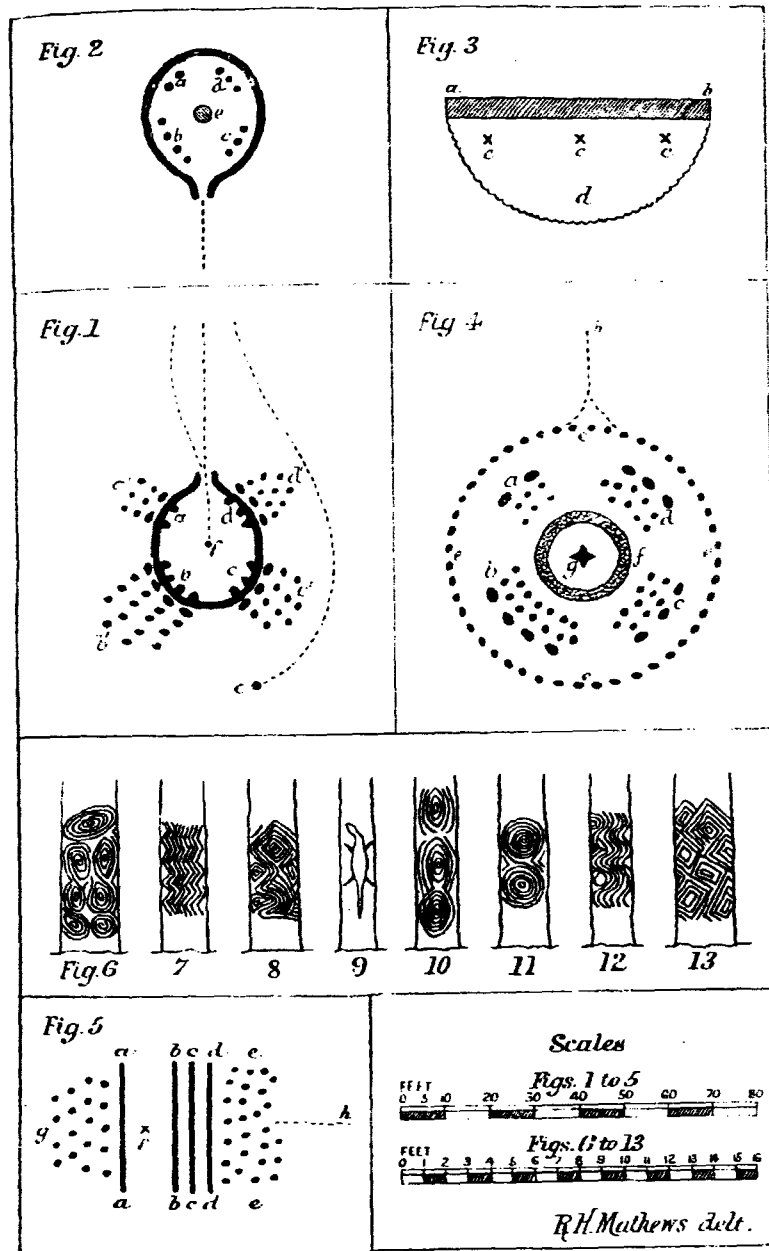 Fig. 2
a d
e
b c
Fig. 3
a. b
c c c
d
Fig. 1
a' d'
a d
f
b c
b' c'
e
Fig 4
h
e
a d
e g f e
b c
e
Fig. 6 7 8 9 10 11 12 13
Fig. 5
a. b c d. e.
g f h
a b c d e
Scales
FEET Figs. 1 to 5
0 5 10 20 30 40 50 60 70 80
FEET Figs. 6 to 13
0 1 2 3 4 5 6 7 8 9 10 11 12 13 14 15 16
R.H. Mathews delt.